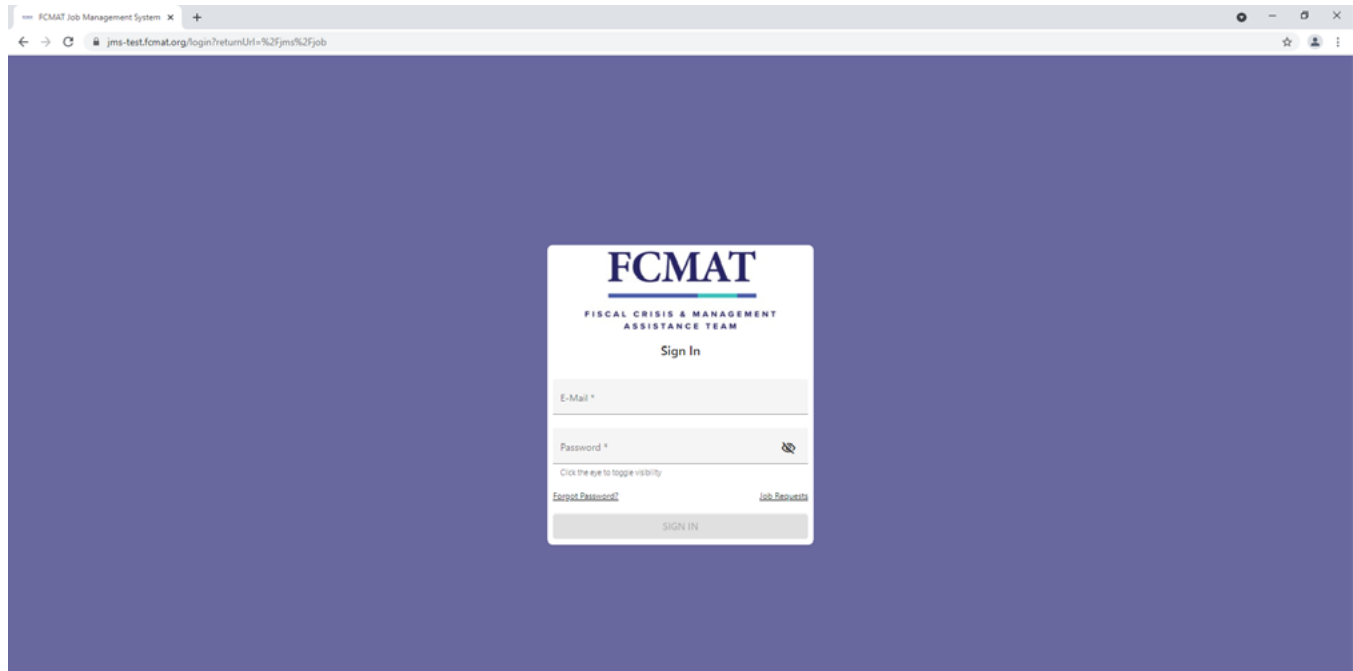 FCMAT Job Management System
jms-test.fcmat.org/login?returnUrl=%2Fjms%2Fjob
FCMAT
FISCAL CRISIS & MANAGEMENT
ASSISTANCE TEAM
Sign In
E-Mail *
Password *
Click the eye to toggle visibility
Forgot Password? Job Requests
SIGN IN